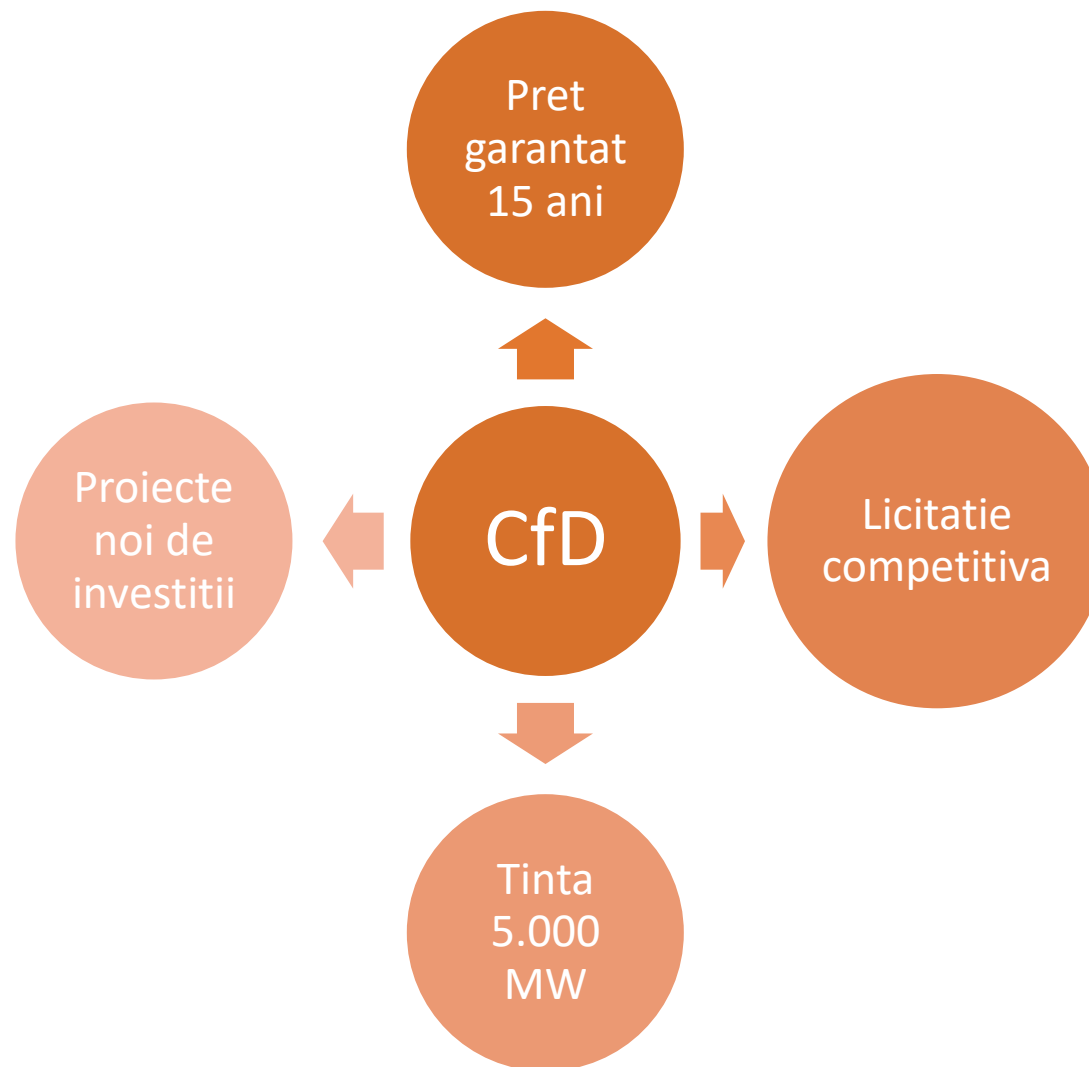 Pret
garantat
15 ani
Proiecte
noi de
investitii
CfD
Licitatie
competitiva
Tinta
5.000
MW